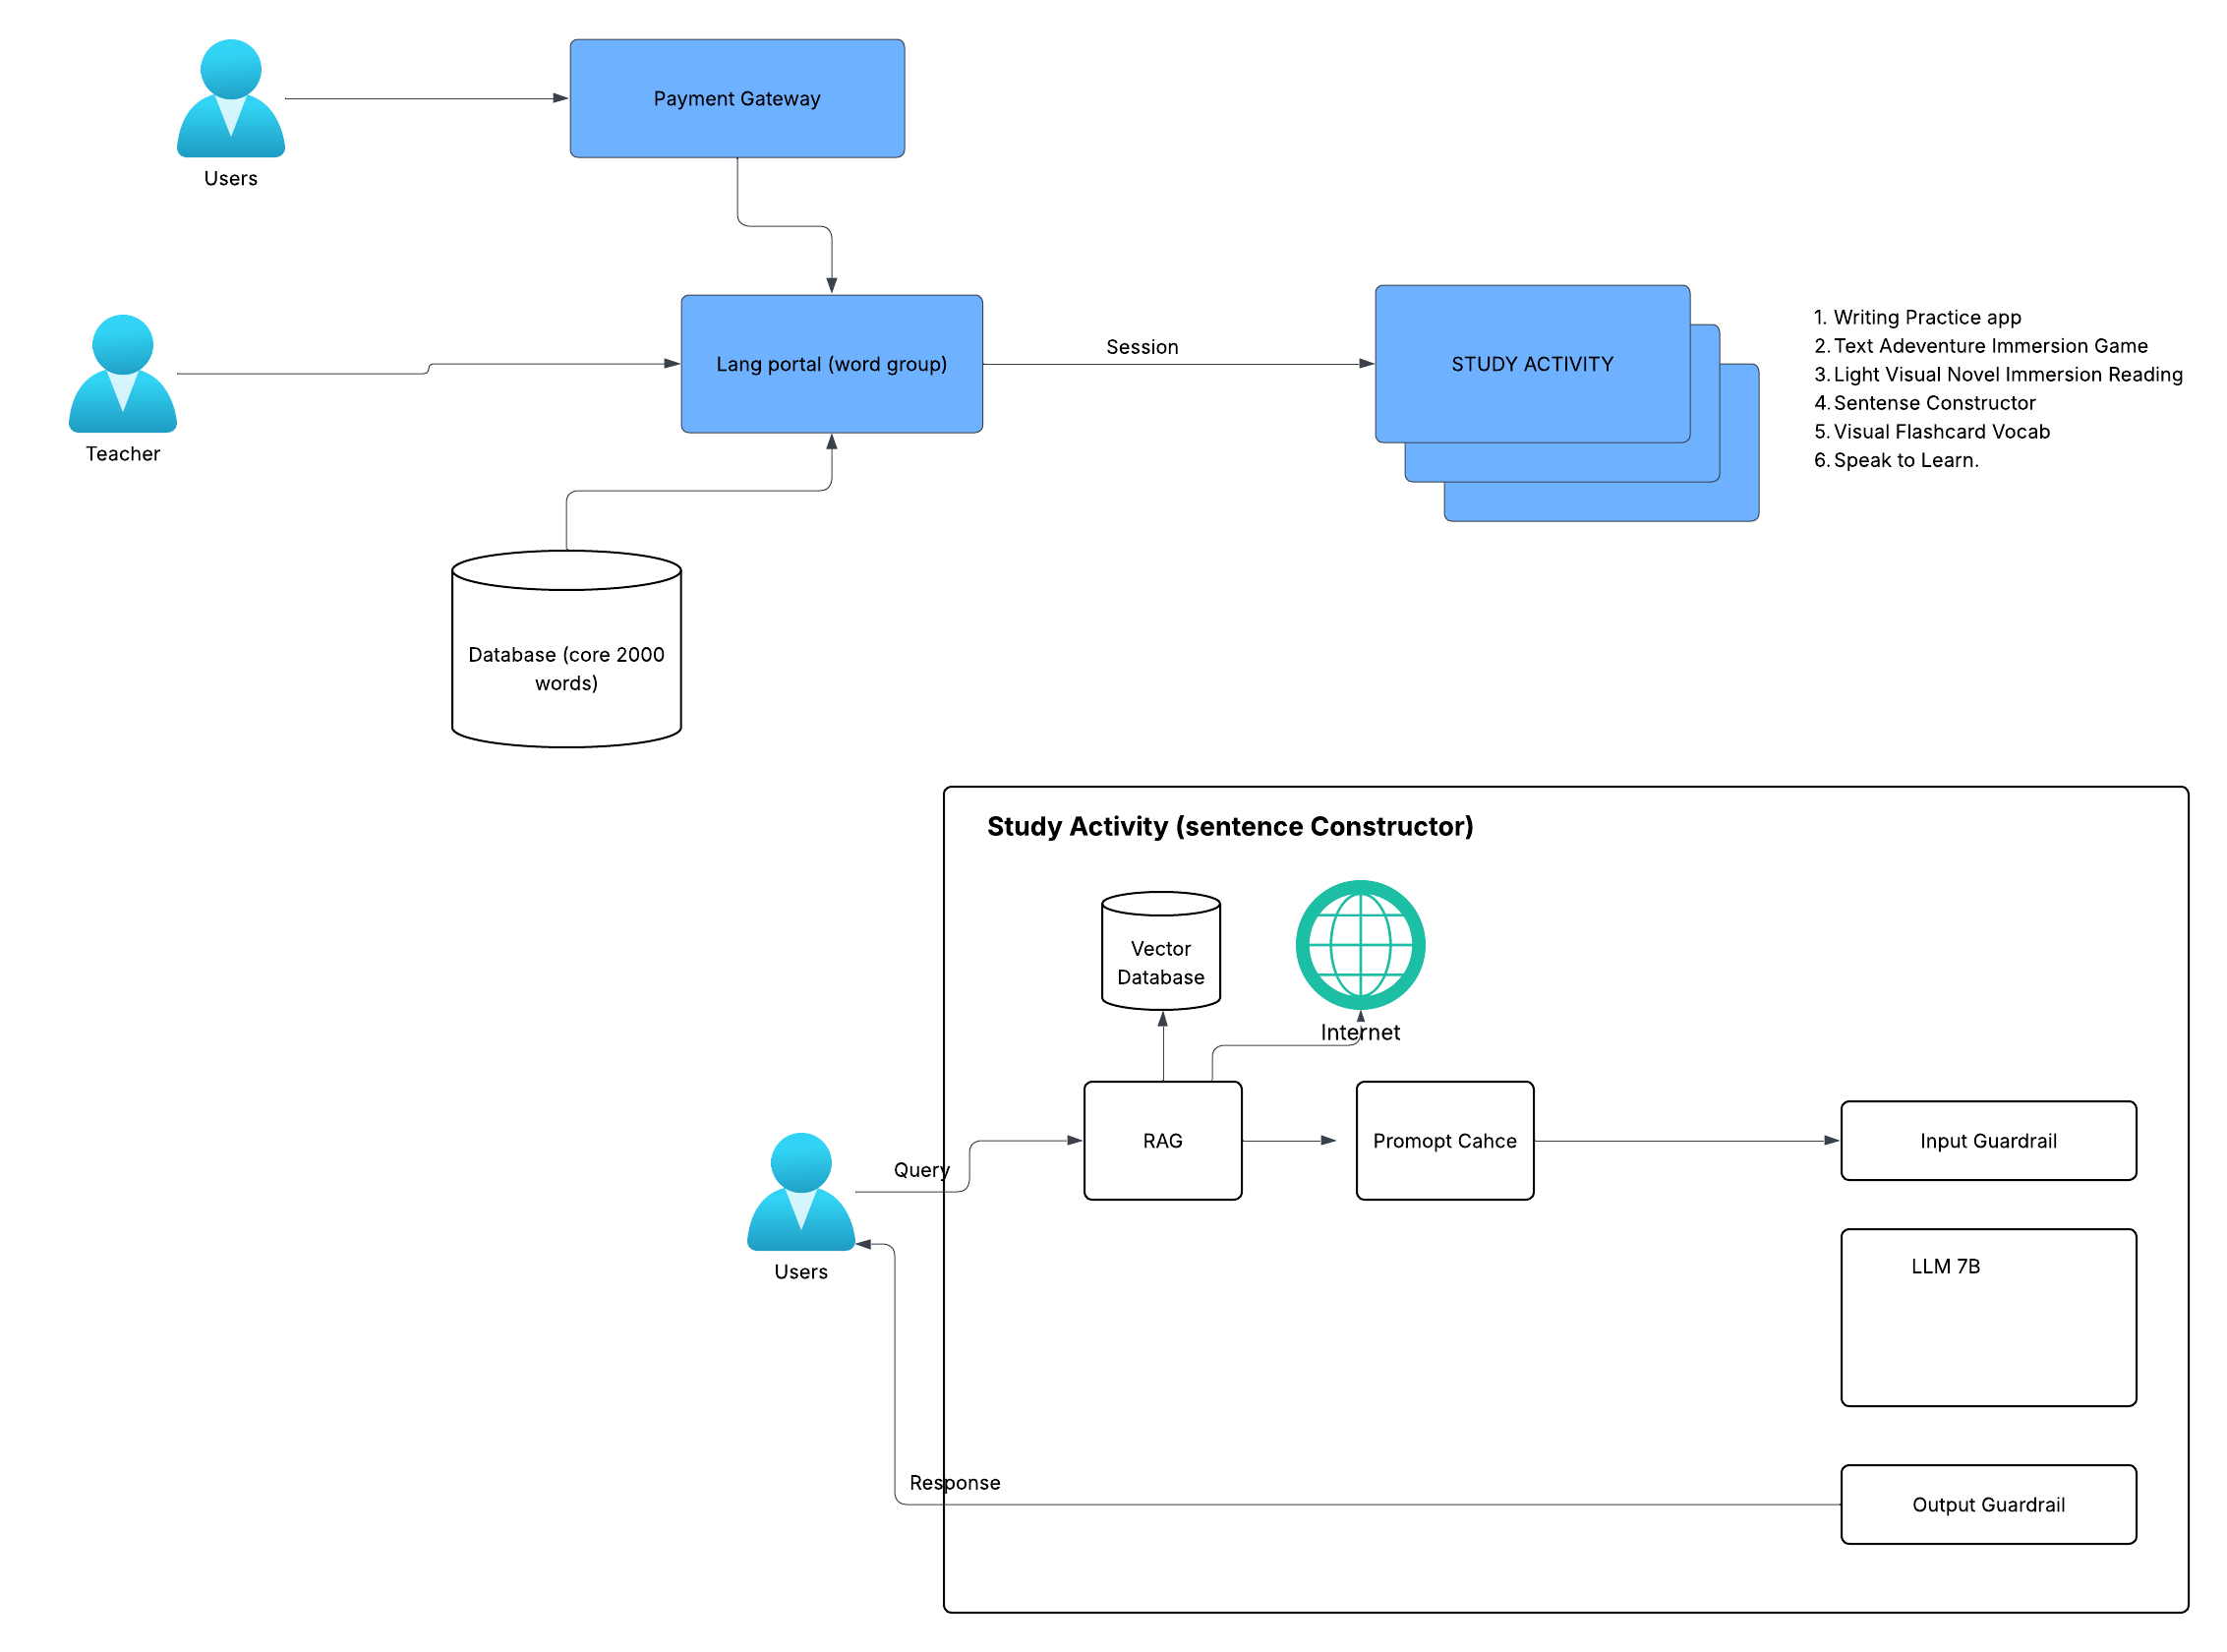 Payment Gateway
Users
Lang portal (word group)
Session
STUDY ACTIVITY
1. Writing Practice app
2. Text Adeventure Immersion Game
3. Light Visual Novel Immersion Reading
4. Sentense Constructor
5. Visual Flashcard Vocab
6. Speak to Learn.
Teacher
Database (core 2000
words)
Study Activity (sentence Constructor)
Vector
Database
Internet
Query
RAG
Promopt Cahce
Input Guardrail
Users
LLM 7B
Response
Output Guardrail